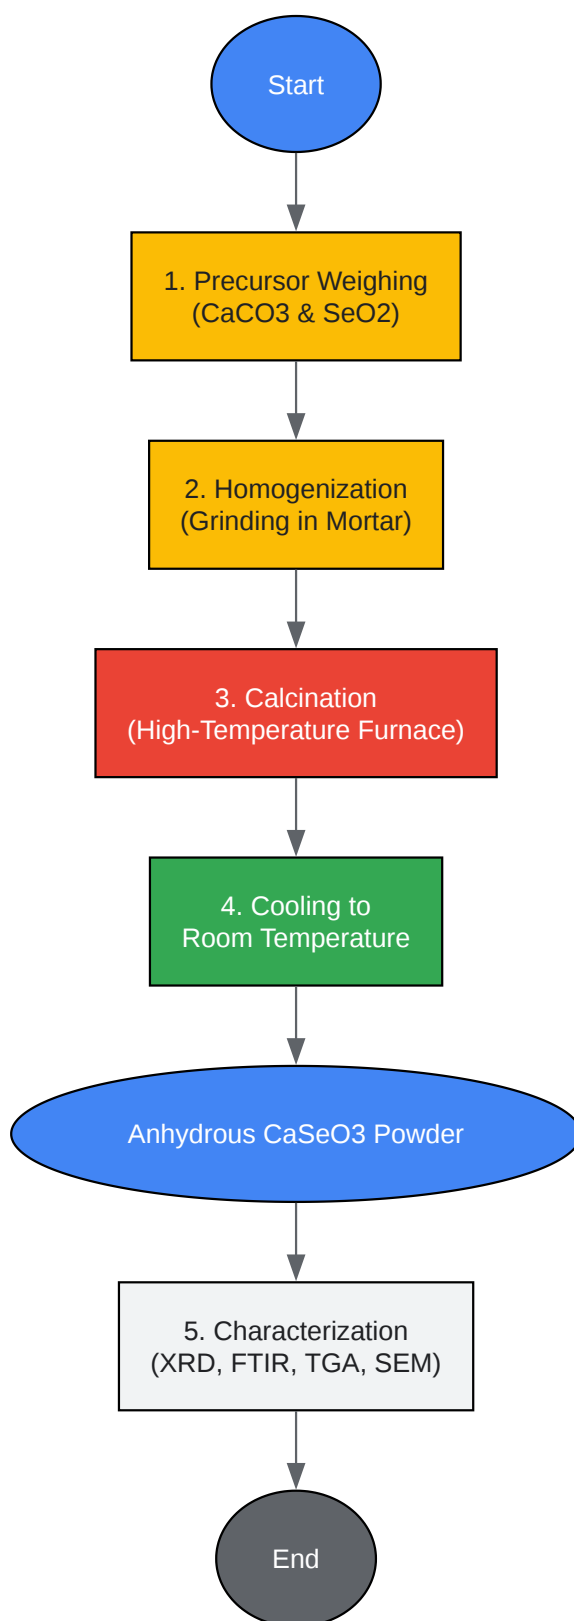 Start
1. Precursor Weighing
(CaCO3 & SeO2)
2. Homogenization
(Grinding in Mortar)
3. Calcination
(High-Temperature Furnace)
4. Cooling to
Room Temperature
Anhydrous CaSeO3 Powder
5. Characterization
(XRD, FTIR, TGA, SEM)
End